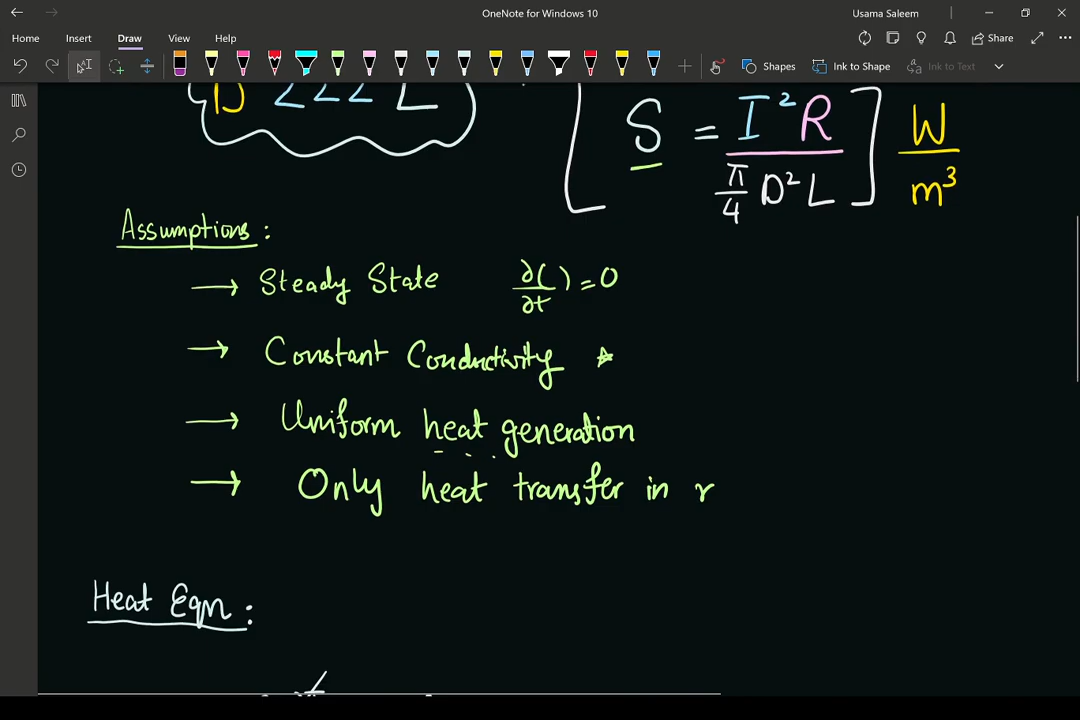 OneNote for Windows 10
Usama Saleem
Home Insert Draw View Help
Share
Shapes Ink to Shape Ink to Text
D <<< L
[ S = I²R / π/4 D²L ] W/m³
Assumptions:
→ Steady State ∂( )/∂t = 0
→ Constant Conductivity
→ Uniform heat generation
→ Only heat transfer in r
Heat Eqn: